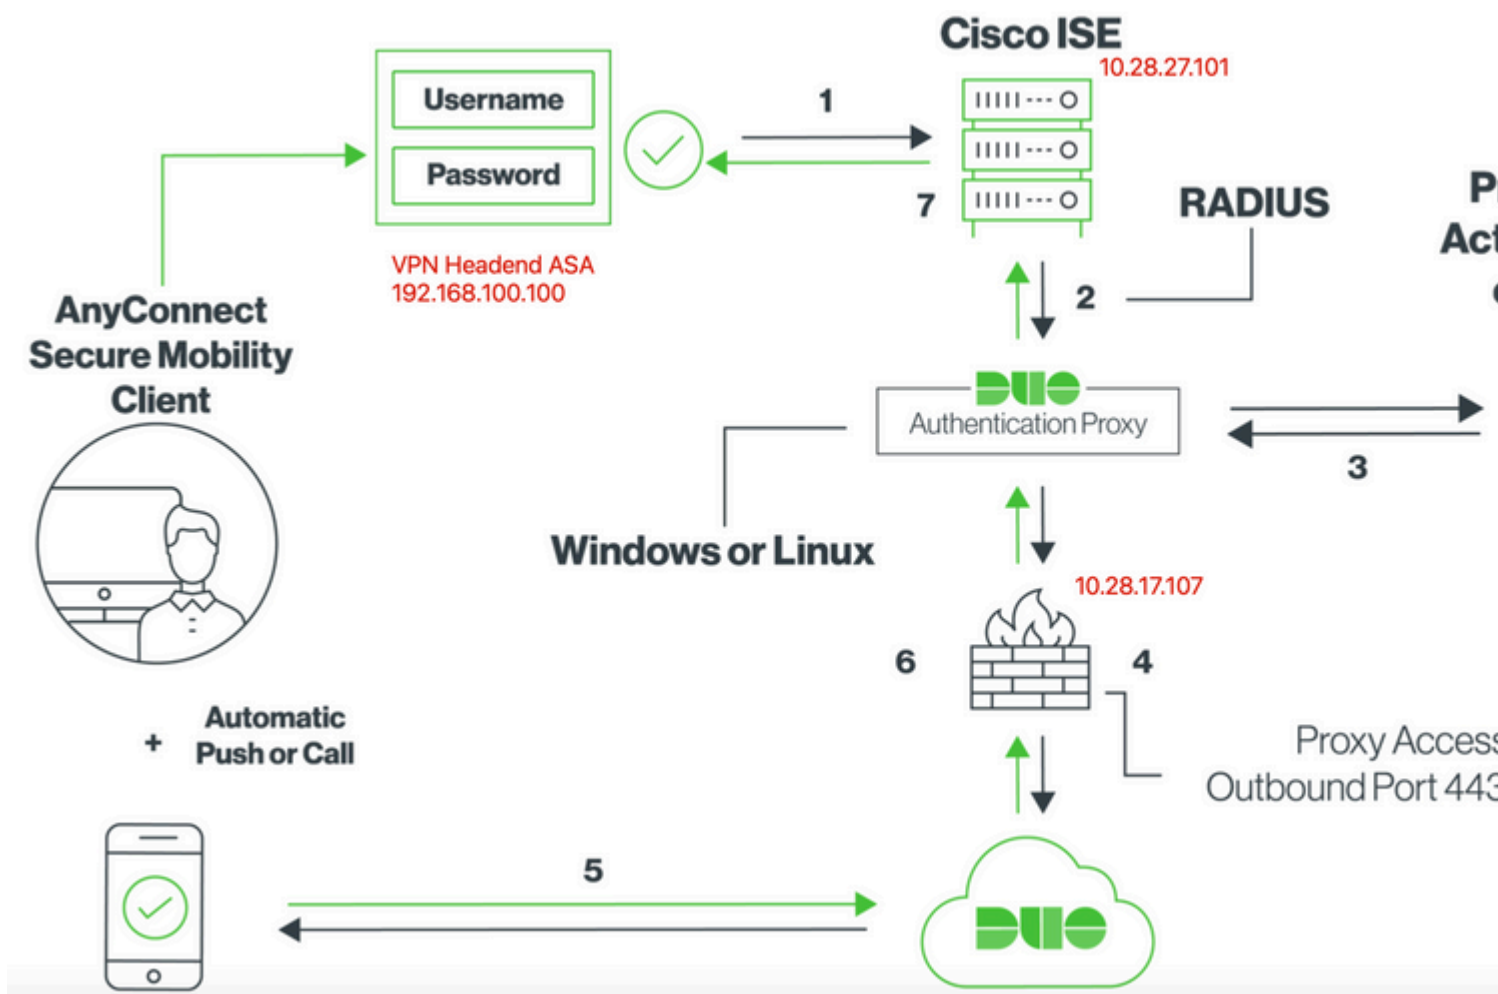 Cisco ISE
10.28.27.101
Username
Password
1
7
VPN Headend ASA
192.168.100.100
RADIUS
2
AnyConnect
Secure Mobility
Client
DUO
Authentication Proxy
3
Windows or Linux
10.28.17.107
6
4
Automatic
+
Push or Call
Proxy Access
Outbound Port 443
5
DUO